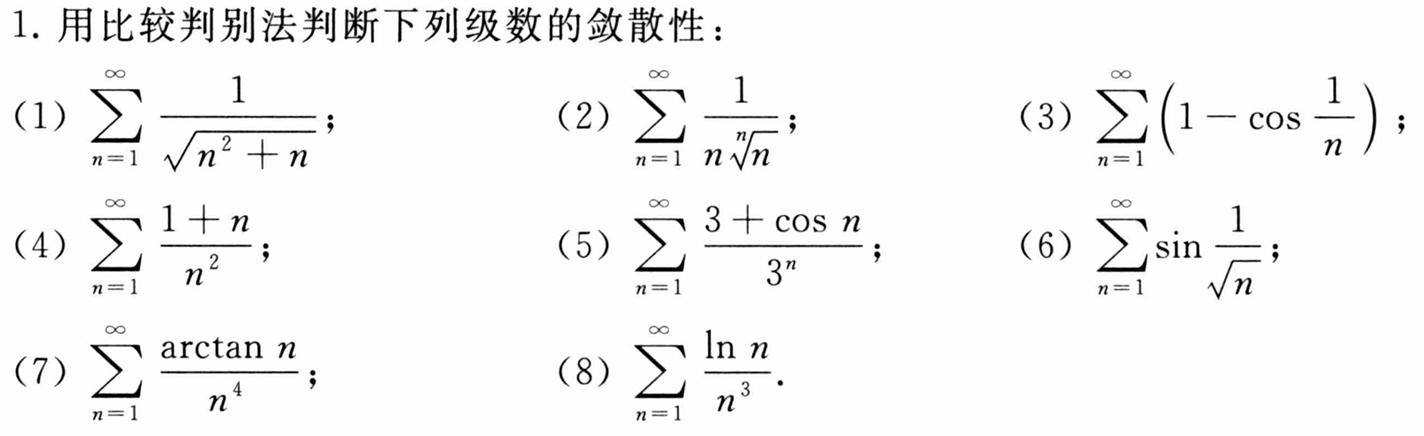 1. 用比较判别法判断下列级数的敛散性：
(1) $\sum_{n=1}^{\infty} \frac{1}{\sqrt{n^2+n}}$; (2) $\sum_{n=1}^{\infty} \frac{1}{n\sqrt[n]{n}}$; (3) $\sum_{n=1}^{\infty} \left(1-\cos\frac{1}{n}\right)$;
(4) $\sum_{n=1}^{\infty} \frac{1+n}{n^2}$; (5) $\sum_{n=1}^{\infty} \frac{3+\cos n}{3^n}$; (6) $\sum_{n=1}^{\infty} \sin\frac{1}{\sqrt{n}}$;
(7) $\sum_{n=1}^{\infty} \frac{\arctan n}{n^4}$; (8) $\sum_{n=1}^{\infty} \frac{\ln n}{n^3}$.